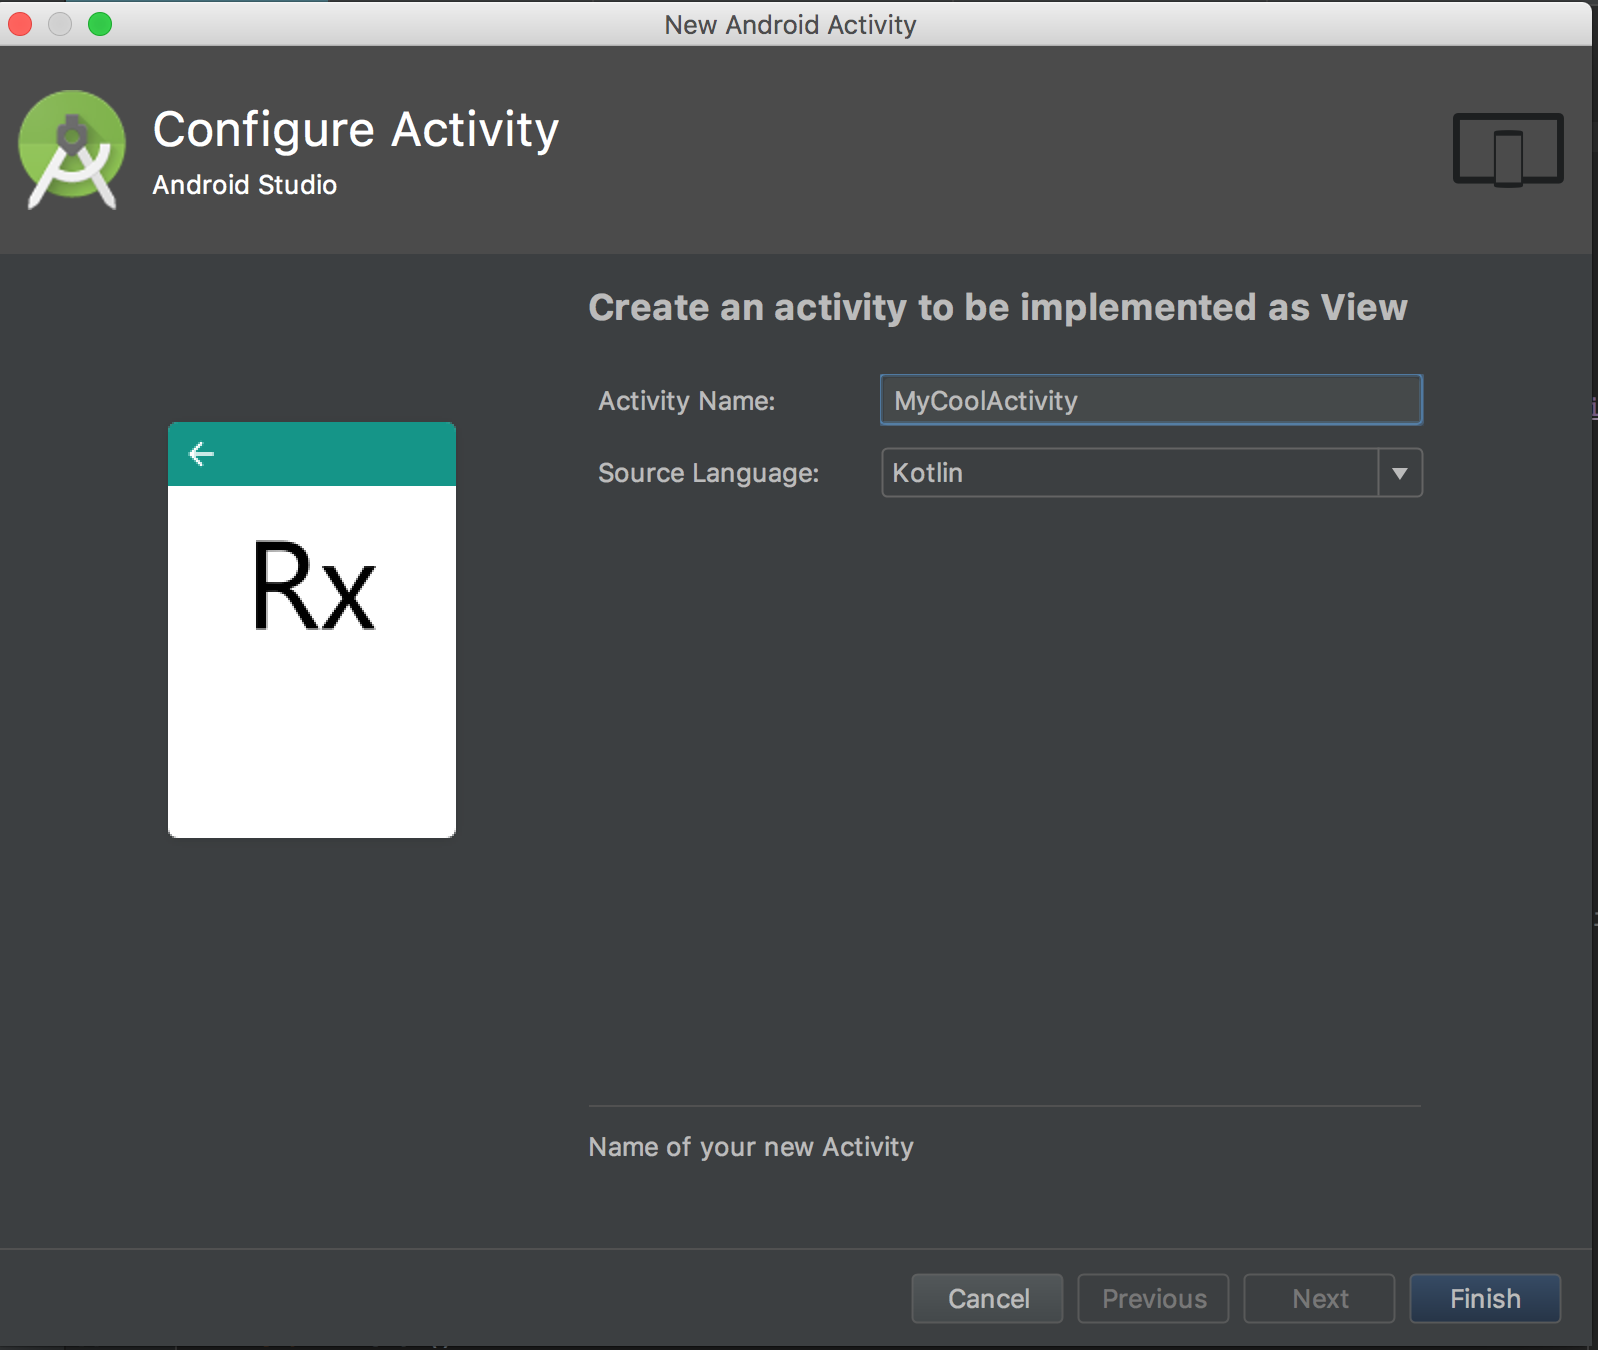 New Android Activity
Configure Activity
Android Studio
Create an activity to be implemented as View
Activity Name: MyCoolActivity
Source Language: Kotlin
Rx
Name of your new Activity
Cancel Previous Next Finish